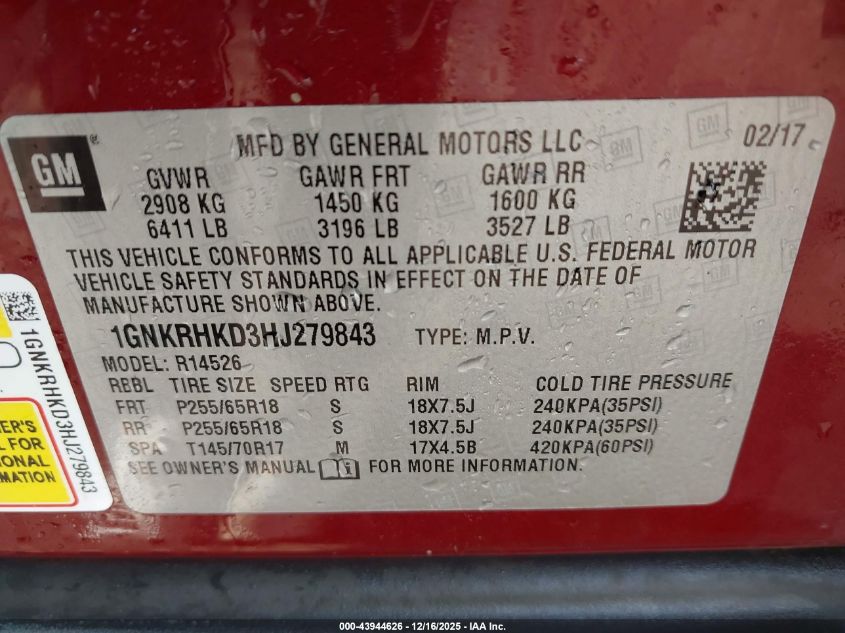 GM®
MFD BY GENERAL MOTORS LLC
02/17
GVWR GAWR FRT GAWR RR
2908 KG 1450 KG 1600 KG
6411 LB 3196 LB 3527 LB
THIS VEHICLE CONFORMS TO ALL APPLICABLE U.S. FEDERAL MOTOR
VEHICLE SAFETY STANDARDS IN EFFECT ON THE DATE OF
MANUFACTURE SHOWN ABOVE.
1GNKRHKD3HJ279843 TYPE: M.P.V.
MODEL: R14526
REBL TIRE SIZE SPEED RTG RIM COLD TIRE PRESSURE
FRT P255/65R18 S 18X7.5J 240KPA(35PSI)
RR P255/65R18 S 18X7.5J 240KPA(35PSI)
SPA T145/70R17 M 17X4.5B 420KPA(60PSI)
SEE OWNER'S MANUAL FOR MORE INFORMATION.
1GNKRHKD3HJ279843
ER'S
L FOR
IONAL
MATION
000-43944626 - 12/16/2025 - IAA Inc.